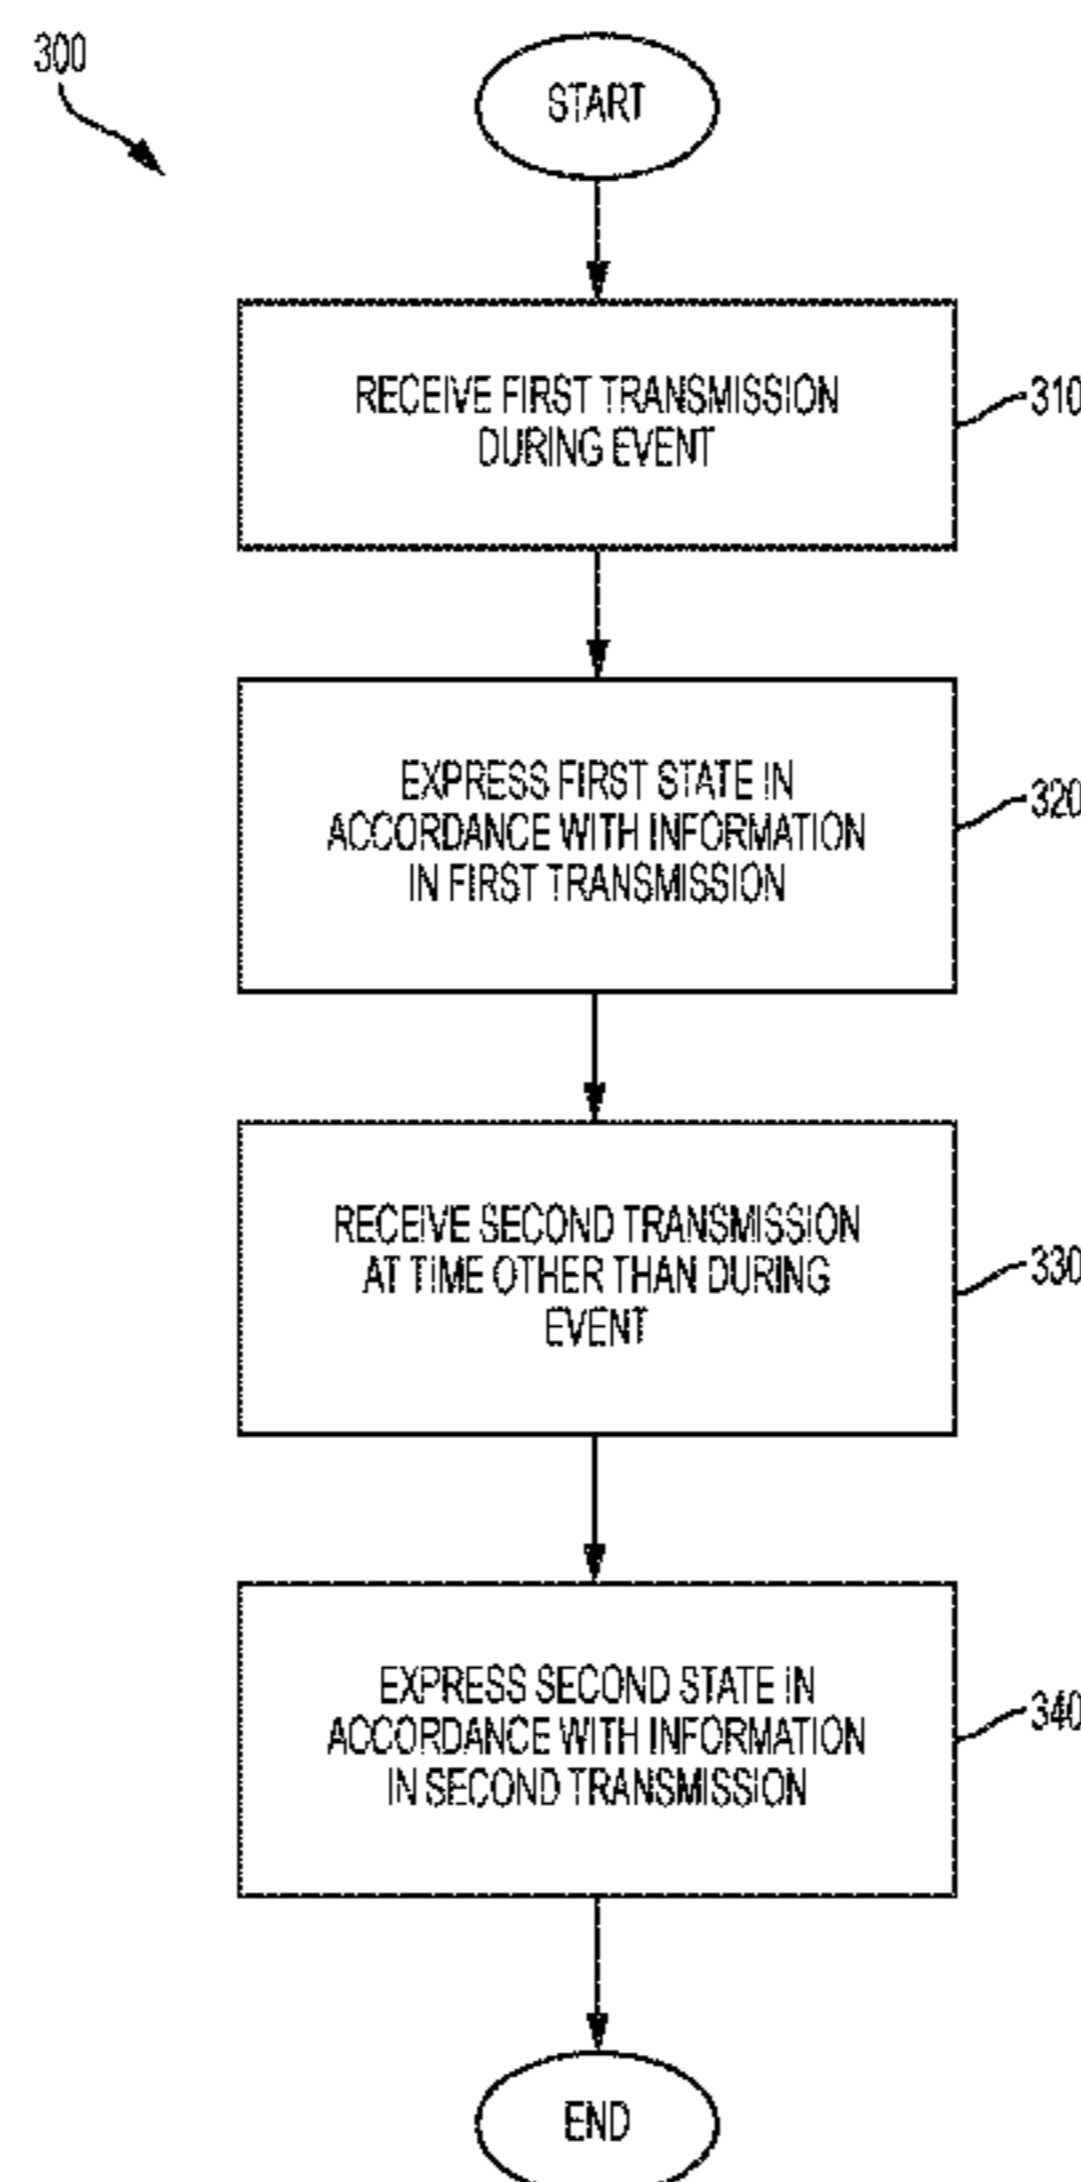 300
START
RECEIVE FIRST TRANSMISSION
DURING EVENT
310
EXPRESS FIRST STATE IN
ACCORDANCE WITH INFORMATION
IN FIRST TRANSMISSION
320
RECEIVE SECOND TRANSMISSION
AT TIME OTHER THAN DURING
EVENT
330
EXPRESS SECOND STATE IN
ACCORDANCE WITH INFORMATION
IN SECOND TRANSMISSION
340
END